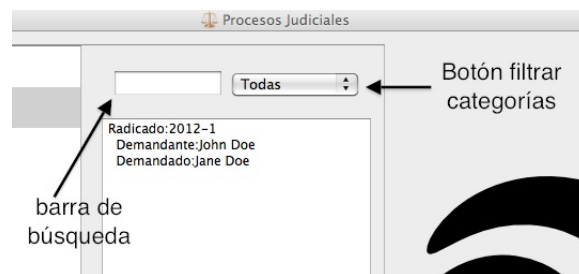 Procesos Judiciales
Todas
Botón filtrar
categorías
Radicado:2012-1
Demandante:John Doe
Demandado:Jane Doe
barra de
búsqueda